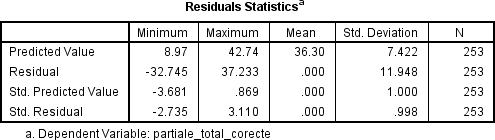 Residuals Statisticsa
Minimum Maximum Mean Std. Deviation N
Predicted Value 8.97 42.74 36.30 7.422 253
Residual -32.745 37.233 .000 11.948 253
Std. Predicted Value -3.681 .869 .000 1.000 253
Std. Residual -2.735 3.110 .000 .998 253
a. Dependent Variable: partiale_total_corecte